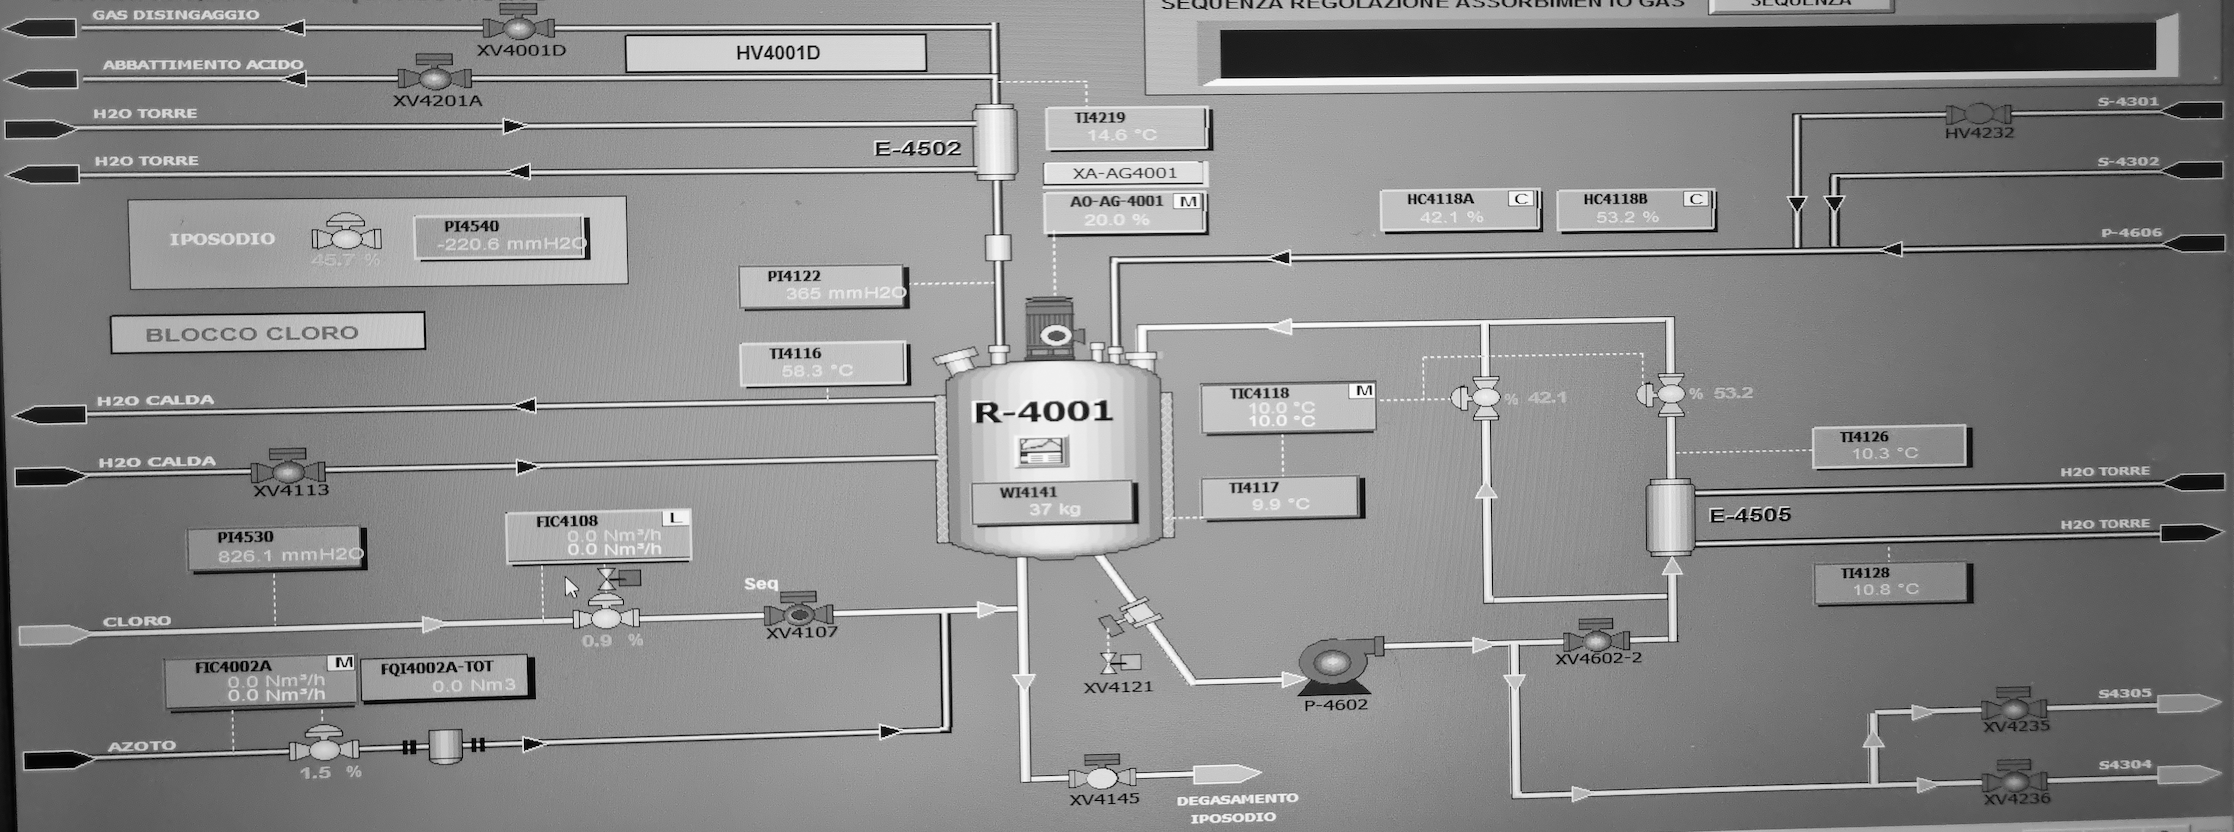 SEQUENZA REGOLAZIONE ASSORBIMENTO GAS
SEQUENZA
GAS DISINGAGGIO
XV4001D
HV4001D
ABBATTIMENTO ACIDO
XV4201A
H2O TORRE
E-4502
H2O TORRE
TI4219
14.6 °C
XA-AG4001
AO-AG-4001 M
20.0 %
HC4118A C
42.1 %
HC4118B C
53.2 %
S-4301
HV4232
S-4302
P-4606
IPOSODIO
45.7 %
PI4540
-220.6 mmH2O
BLOCCO CLORO
PI4122
365 mmH2O
TI4116
58.3 °C
H2O CALDA
H2O CALDA
XV4113
R-4001
WI4141
37 kg
TIC4118 M
10.0 °C
10.0 °C
TI4117
9.9 °C
% 42.1
% 53.2
TI4126
10.3 °C
H2O TORRE
E-4505
H2O TORRE
TI4128
10.8 °C
PI4530
826.1 mmH2O
FIC4108 L
0.0 Nm³/h
0.0 Nm³/h
Seq
XV4107
CLORO
0.9 %
FIC4002A M
0.0 Nm³/h
0.0 Nm³/h
FQI4002A-TOT
0.0 Nm3
AZOTO
1.5 %
XV4121
P-4602
XV4602-2
XV4145
DEGASAMENTO
IPOSODIO
S4305
XV4235
S4304
XV4236